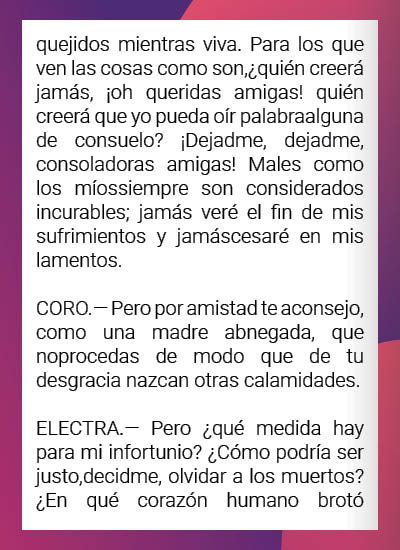 quejidos mientras viva. Para los que
ven las cosas como son,¿quién creerá
jamás, ¡oh queridas amigas! quién
creerá que yo pueda oír palabraalguna
de consuelo? ¡Dejadme, dejadme,
consoladoras amigas! Males como
los míossiempre son considerados
incurables; jamás veré el fin de mis
sufrimientos y jamáscesaré en mis
lamentos.
CORO.— Pero por amistad te aconsejo,
como una madre abnegada, que
noprocedas de modo que de tu
desgracia nazcan otras calamidades.
ELECTRA.— Pero ¿qué medida hay
para mi infortunio? ¿Cómo podría ser
justo,decidme, olvidar a los muertos?
¿En qué corazón humano brotó